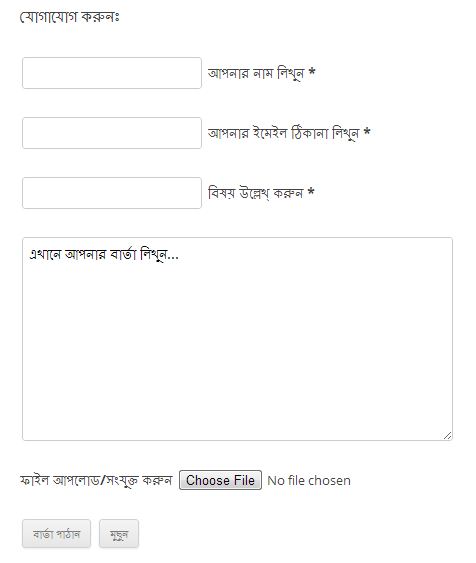 যোগাযোগ করুনঃ
আপনার নাম লিখুন *
আপনার ইমেইল ঠিকানা লিখুন *
বিষয় উল্লেখ্ করুন *
এখানে আপনার বার্তা লিখুন...
ফাইল আপলোড/সংযুক্ত করুন Choose File No file chosen
বার্তা পাঠান মুছুন